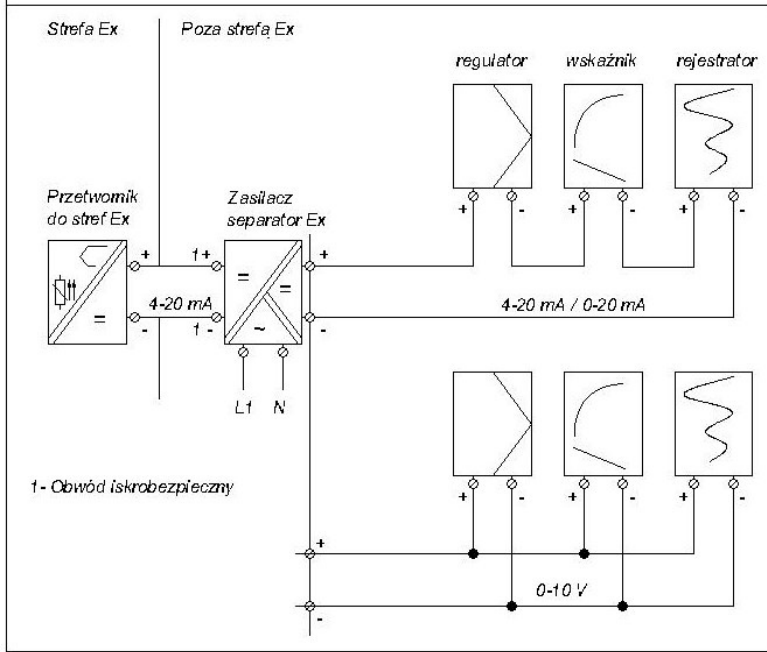 Strefa Ex
Poza strefą Ex
regulator
wskaźnik
rejestrator
Przetwornik
do stref Ex
Zasilacz
separator Ex
+ - + - + -
+ 1+ +
4-20 mA
4-20 mA / 0-20 mA
- 1- -
= = = ~
L1 N
1- Obwód iskrobezpieczny
+ - + - + -
+
0-10 V
-